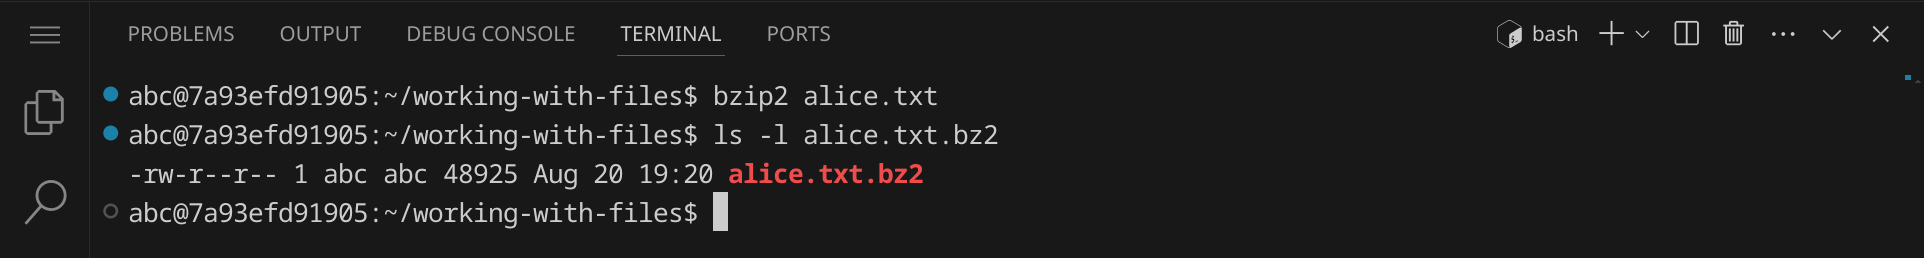 PROBLEMS OUTPUT DEBUG CONSOLE TERMINAL PORTS bash
abc@7a93efd91905:~/working-with-files$ bzip2 alice.txt
abc@7a93efd91905:~/working-with-files$ ls -l alice.txt.bz2
-rw-r--r-- 1 abc abc 48925 Aug 20 19:20 alice.txt.bz2
abc@7a93efd91905:~/working-with-files$